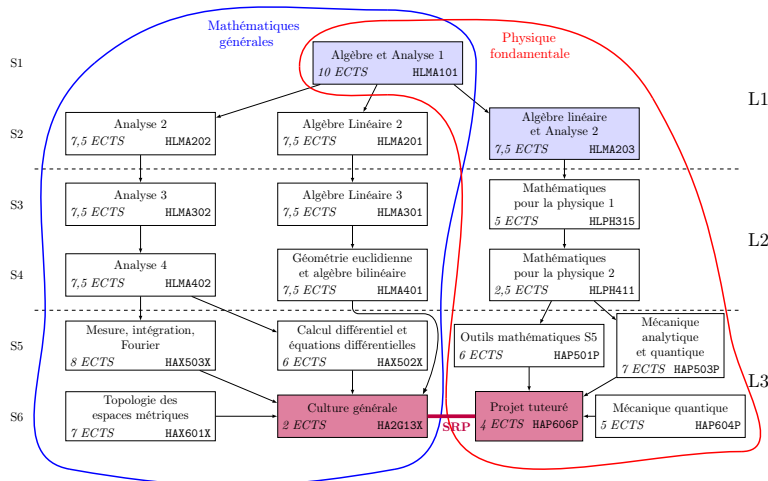 Mathématiques
générales
Physique
fondamentale
S1
Algèbre et Analyse 1
10 ECTS HLMA101
L1
S2
Analyse 2
7,5 ECTS HLMA202
Algèbre Linéaire 2
7,5 ECTS HLMA201
Algèbre linéaire
et Analyse 2
7,5 ECTS HLMA203
S3
Analyse 3
7,5 ECTS HLMA302
Algèbre Linéaire 3
7,5 ECTS HLMA301
Mathématiques
pour la physique 1
5 ECTS HLPH315
L2
S4
Analyse 4
7,5 ECTS HLMA402
Géométrie euclidienne
et algèbre bilinéaire
7,5 ECTS HLMA401
Mathématiques
pour la physique 2
2,5 ECTS HLPH411
S5
Mesure, intégration,
Fourier
8 ECTS HAX503X
Calcul différentiel et
équations différentielles
6 ECTS HAX502X
Outils mathématiques S5
6 ECTS HAP501P
Mécanique
analytique
et quantique
7 ECTS HAP503P
L3
S6
Topologie des
espaces métriques
7 ECTS HAX601X
Culture générale
2 ECTS HA2G13X
SRP
Projet tuteuré
4 ECTS HAP606P
Mécanique quantique
5 ECTS HAP604P